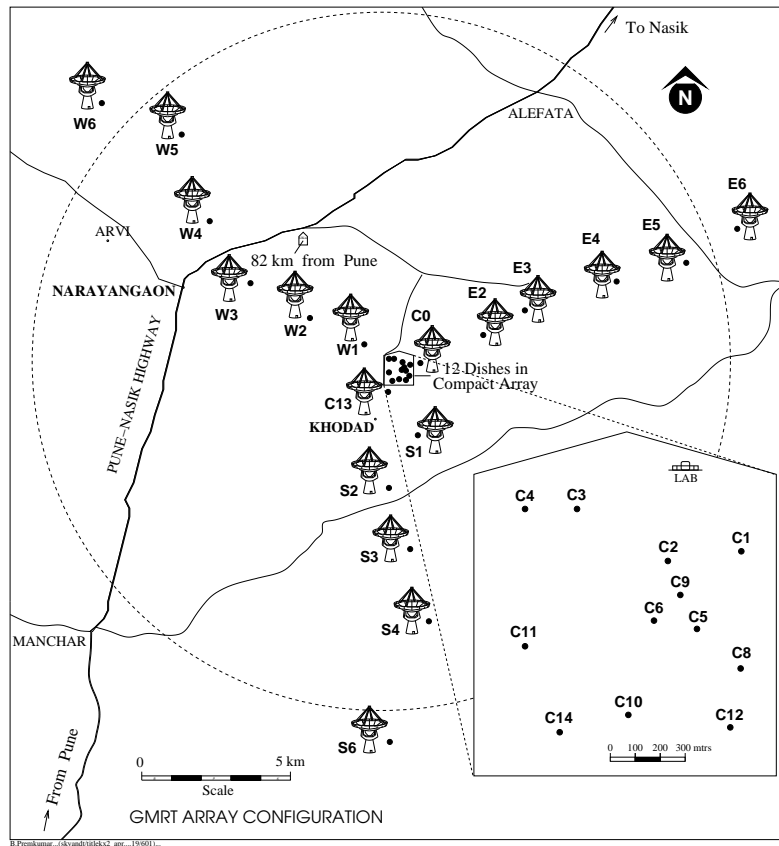 To Nasik
N
W6
ALEFATA
W5
E6
W4
ARVI
E5
E4
82 km from Pune
E3
NARAYANGAON
W3
E2
W2
C0
W1
PUNE-NASIK HIGHWAY
12 Dishes in
Compact Array
C13
KHODAD
S1
S2
LAB
C4
C3
C1
C2
S3
C9
C6
C5
S4
C11
MANCHAR
C8
C10
C12
C14
S6
0
5 km
Scale
0
100
200
300 mtrs
From Pune
GMRT ARRAY CONFIGURATION